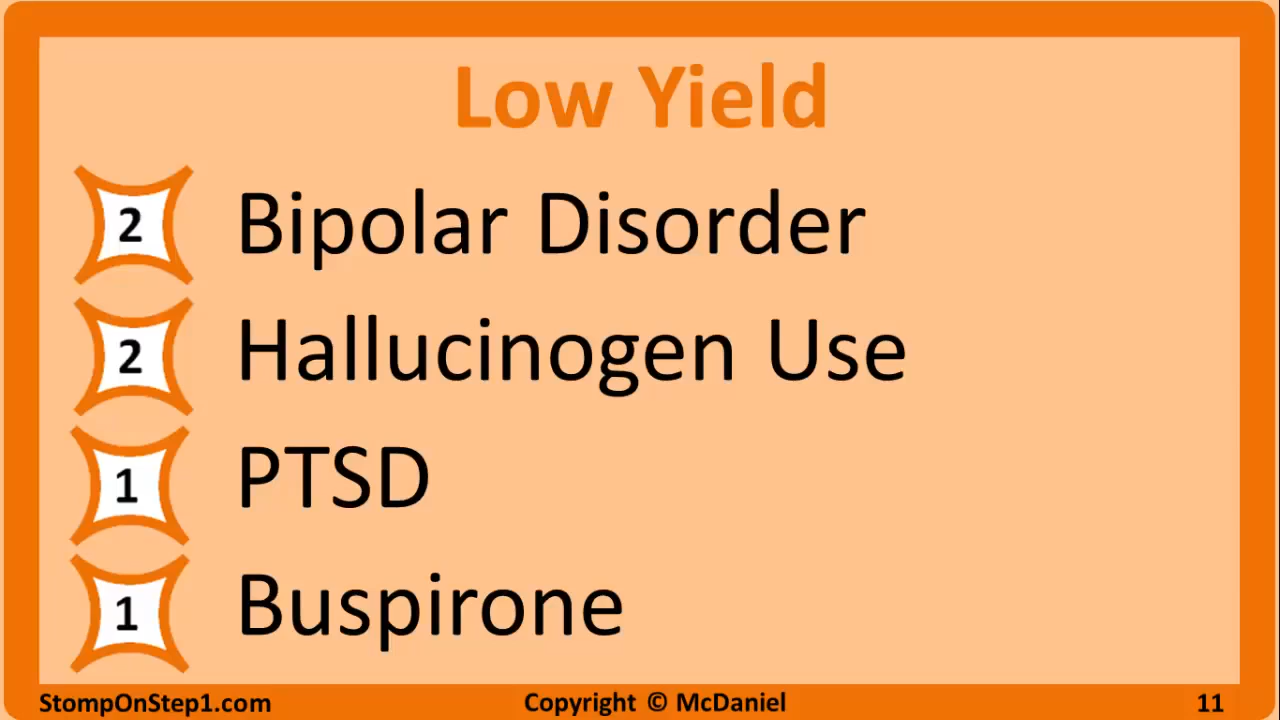 Low Yield
2 Bipolar Disorder
2 Hallucinogen Use
1 PTSD
1 Buspirone
StompOnStep1.com Copyright © McDaniel 11